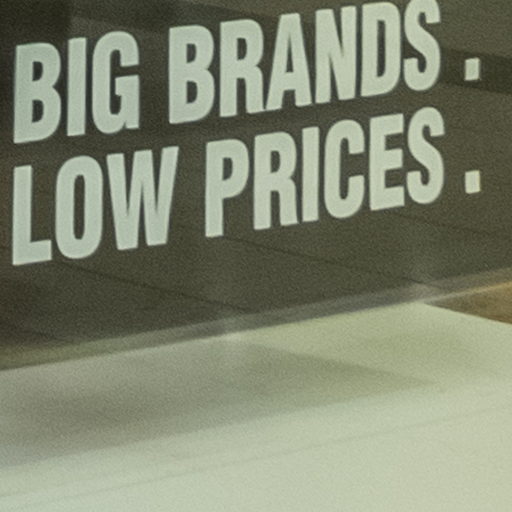 BIG BRANDS.
LOW PRICES.